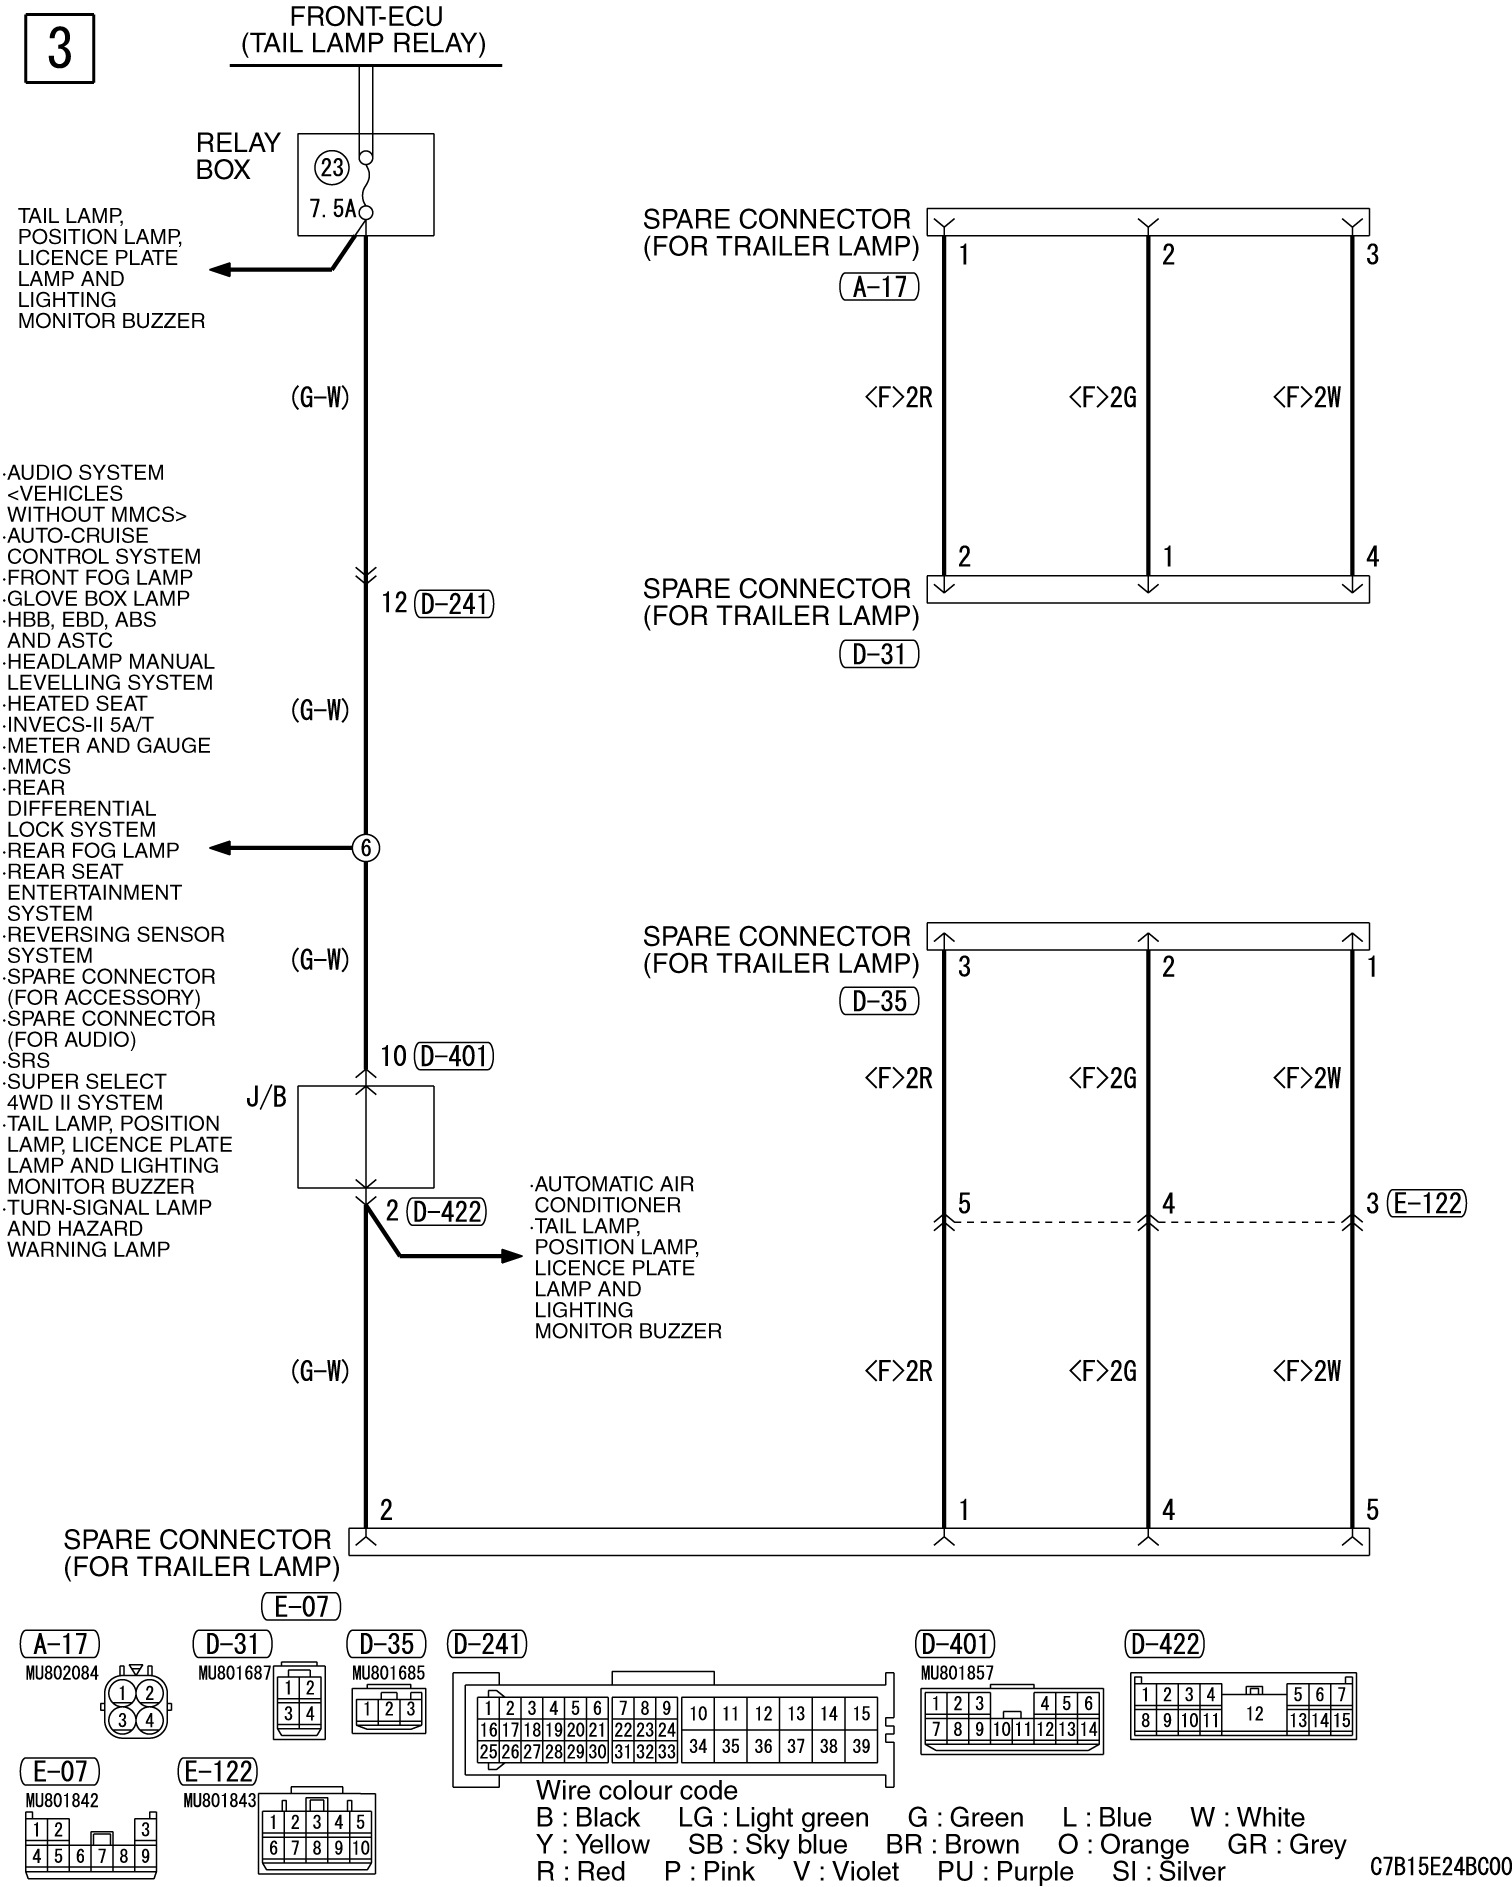 3
FRONT-ECU
(TAIL LAMP RELAY)
RELAY
BOX
23
7.5A
TAIL LAMP,
POSITION LAMP,
LICENCE PLATE
LAMP AND
LIGHTING
MONITOR BUZZER
(G-W)
12 D-241
(G-W)
6
·AUDIO SYSTEM
<VEHICLES
WITHOUT MMCS>
·AUTO-CRUISE
CONTROL SYSTEM
·FRONT FOG LAMP
·GLOVE BOX LAMP
·HBB, EBD, ABS
AND ASTC
·HEADLAMP MANUAL
LEVELLING SYSTEM
·HEATED SEAT
·INVECS-II 5A/T
·METER AND GAUGE
·MMCS
·REAR
DIFFERENTIAL
LOCK SYSTEM
·REAR FOG LAMP
·REAR SEAT
ENTERTAINMENT
SYSTEM
·REVERSING SENSOR
SYSTEM
·SPARE CONNECTOR
(FOR ACCESSORY)
·SPARE CONNECTOR
(FOR AUDIO)
·SRS
·SUPER SELECT
4WD II SYSTEM
·TAIL LAMP, POSITION
LAMP, LICENCE PLATE
LAMP AND LIGHTING
MONITOR BUZZER
·TURN-SIGNAL LAMP
AND HAZARD
WARNING LAMP
(G-W)
10 D-401
J/B
2 D-422
·AUTOMATIC AIR
CONDITIONER
·TAIL LAMP,
POSITION LAMP,
LICENCE PLATE
LAMP AND
LIGHTING
MONITOR BUZZER
(G-W)
2
SPARE CONNECTOR
(FOR TRAILER LAMP)
A-17
1 2 3
<F>2R <F>2G <F>2W
2 1 4
SPARE CONNECTOR
(FOR TRAILER LAMP)
D-31
SPARE CONNECTOR
(FOR TRAILER LAMP)
D-35
3 2 1
<F>2R <F>2G <F>2W
5 4 3 E-122
<F>2R <F>2G <F>2W
1 4 5
SPARE CONNECTOR
(FOR TRAILER LAMP)
E-07
A-17
MU802084
1 2
3 4
D-31
MU801687
1 2
3 4
D-35
MU801685
1 2 3
D-241
1 2 3 4 5 6 7 8 9 10 11 12 13 14 15
16 17 18 19 20 21 22 23 24
25 26 27 28 29 30 31 32 33 34 35 36 37 38 39
D-401
MU801857
1 2 3 4 5 6
7 8 9 10 11 12 13 14
D-422
1 2 3 4 5 6 7
8 9 10 11 12 13 14 15
E-07
MU801842
1 2 3
4 5 6 7 8 9
E-122
MU801843
1 2 3 4 5
6 7 8 9 10
Wire colour code
B : Black LG : Light green G : Green L : Blue W : White
Y : Yellow SB : Sky blue BR : Brown O : Orange GR : Grey
R : Red P : Pink V : Violet PU : Purple SI : Silver
C7B15E24BC00